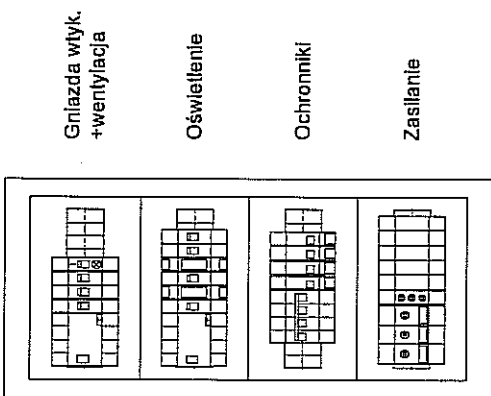 Gniazda wtyk.
+wentylacja
Oświetlenie
Ochronniki
Zasilanie